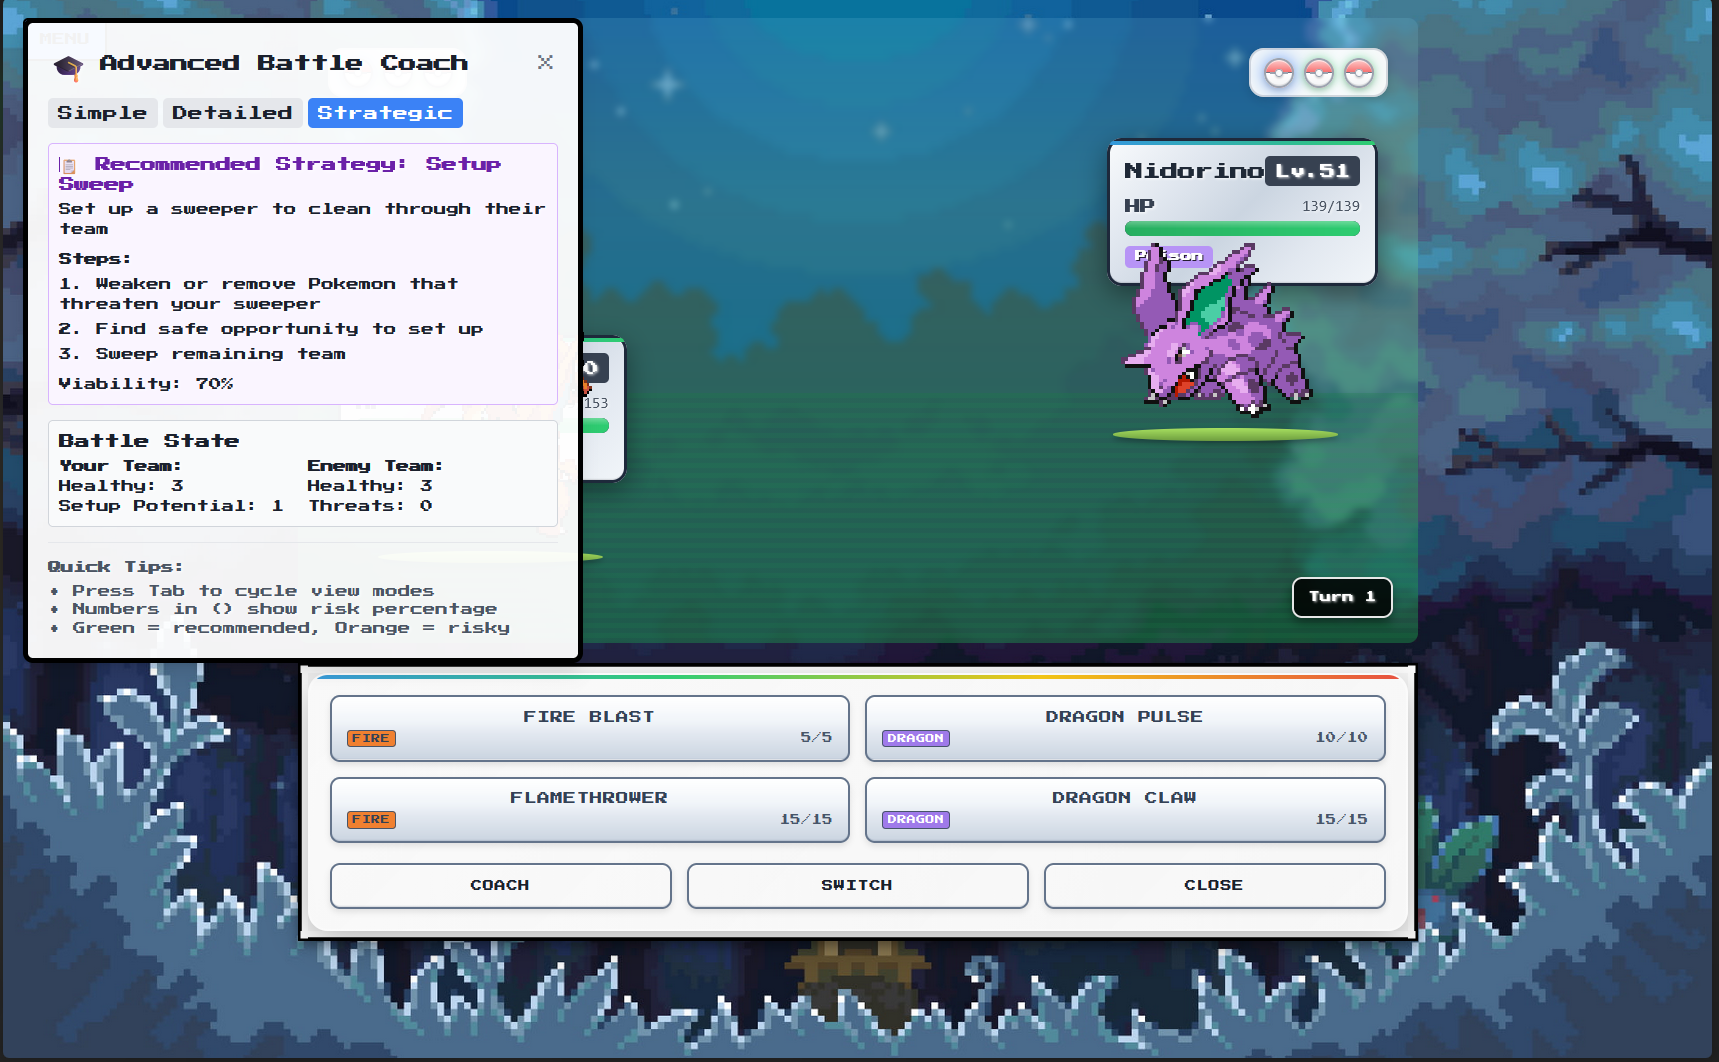 MENU
Advanced Battle Coach
Simple Detailed Strategic
Recommended Strategy: Setup
Sweep
Set up a sweeper to clean through their
team
Steps:
1. Weaken or remove Pokemon that
threaten your sweeper
2. Find safe opportunity to set up
3. Sweep remaining team
Viability: 70%
Battle State
Your Team: Enemy Team:
Healthy: 3 Healthy: 3
Setup Potential: 1 Threats: 0
Quick Tips:
• Press Tab to cycle view modes
• Numbers in () show risk percentage
• Green = recommended, Orange = risky
0
153
Nidorino Lv.51
HP 139/139
Turn 1
FIRE BLAST
FIRE 5/5
DRAGON PULSE
DRAGON 10/10
FLAMETHROWER
FIRE 15/15
DRAGON CLAW
DRAGON 15/15
COACH SWITCH CLOSE